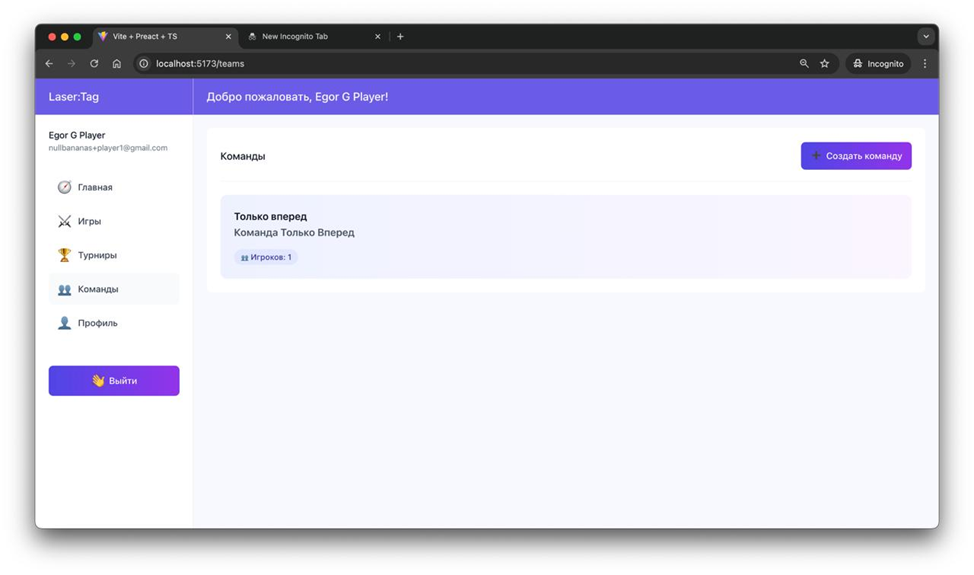 Vite + Preact + TS
New Incognito Tab
localhost:5173/teams
Incognito
Laser:Tag
Добро пожаловать, Egor G Player!
Egor G Player
nullbananas+player1@gmail.com
Главная
Игры
Турниры
Команды
Профиль
Выйти
Команды
Создать команду
Только вперед
Команда Только Вперед
Игроков: 1